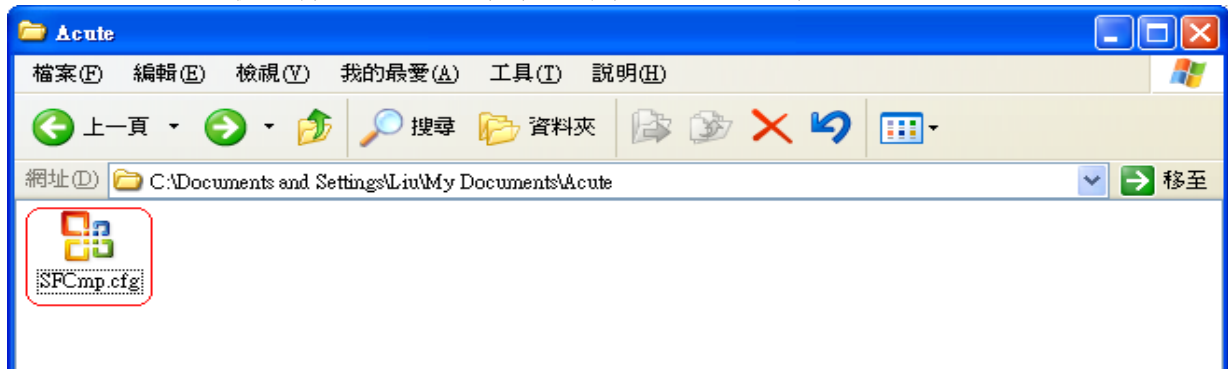 Acute
檔案(F) 編輯(E) 檢視(V) 我的最愛(A) 工具(T) 說明(H)
上一頁 搜尋 資料夾
網址(D) C:\Documents and Settings\Liu\My Documents\Acute 移至
SFCmp.cfg